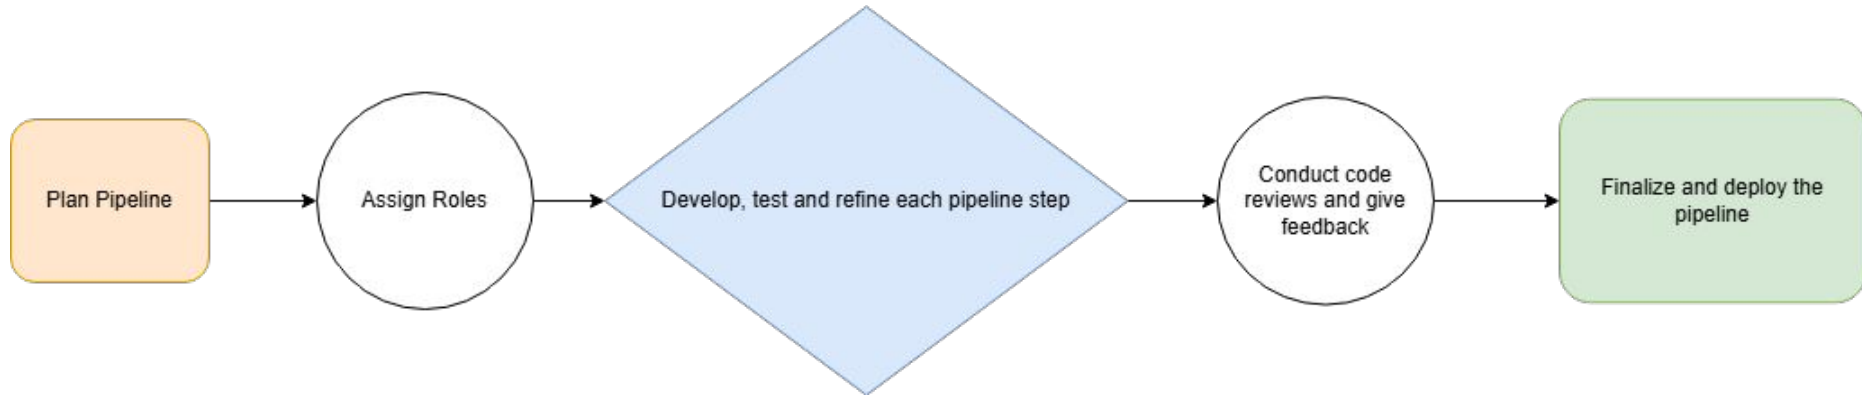 Plan Pipeline
Assign Roles
Develop, test and refine each pipeline step
Conduct code
reviews and give
feedback
Finalize and deploy the
pipeline